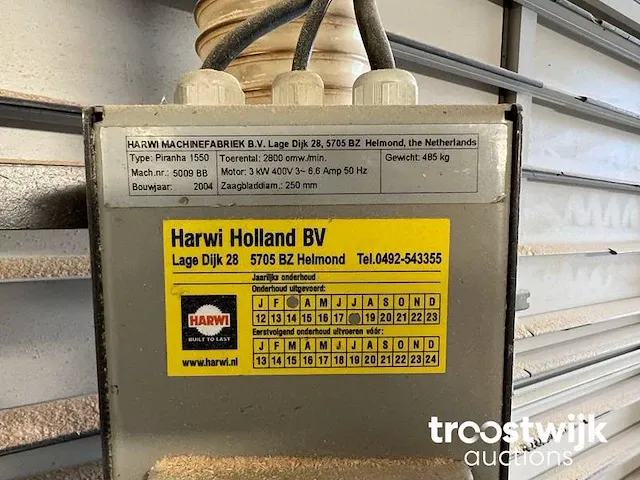 HARWI MACHINEFABRIEK B.V. Lage Dijk 28, 5705 BZ Helmond, the Netherlands
Type: Piranha 1550 Toerental: 2800 omw./min. Gewicht: 485 kg
Mach.nr.: 5009 BB Motor: 3 kW 400V 3~ 6.6 Amp 50 Hz
Bouwjaar: 2004 Zaagbladdiam.: 250 mm
Harwi Holland BV
Lage Dijk 28 5705 BZ Helmond Tel.0492-543355
Jaarlijks onderhoud
Onderhoud uitgevoerd:
J F A M J J A S O N D
12 13 14 15 16 17 19 20 21 22 23
Eerstvolgend onderhoud uitvoeren vóór:
J F M A M J J A S O N D
13 14 15 16 17 18 19 20 21 22 23 24
HARWI
BUILT TO LAST
www.harwi.nl
troostwijk
auctions